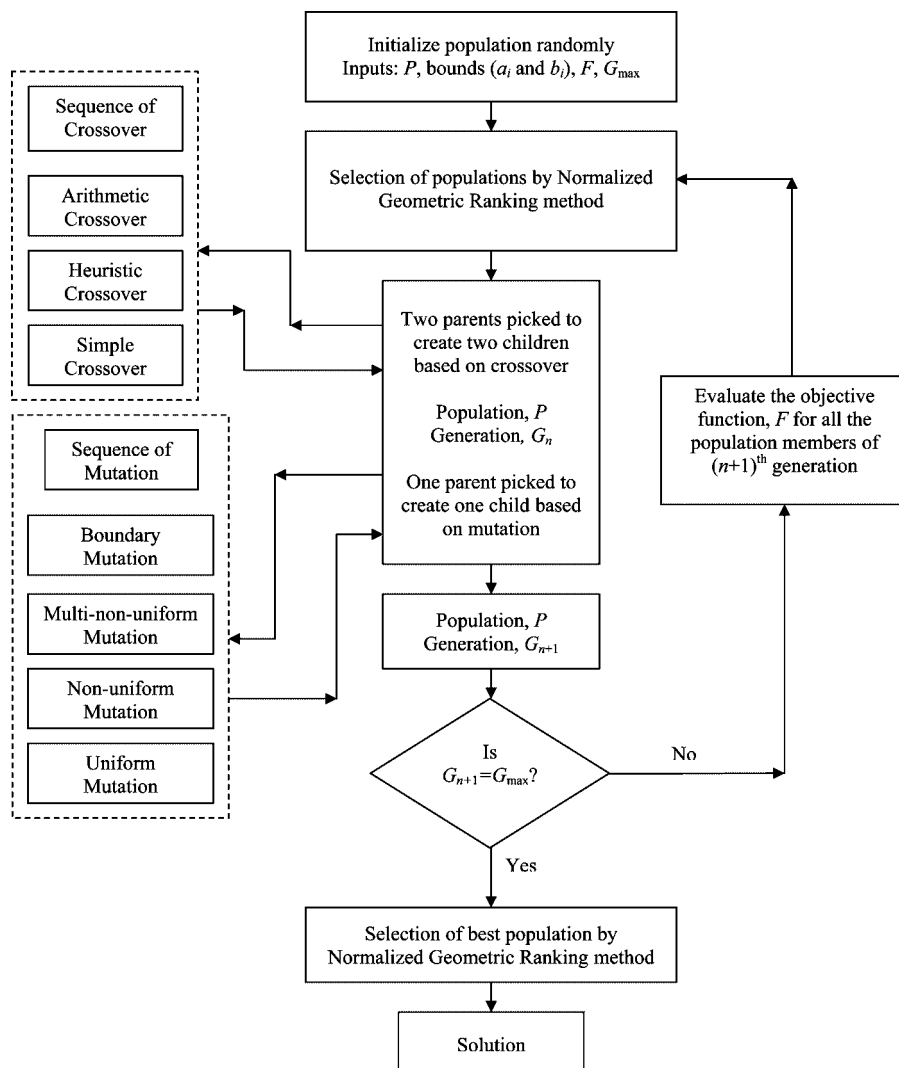 Initialize population randomly
Inputs: P, bounds (aᵢ and bᵢ), F, Gmax
Sequence of
Crossover
Arithmetic
Crossover
Heuristic
Crossover
Simple
Crossover
Selection of populations by Normalized
Geometric Ranking method
Two parents picked to
create two children
based on crossover
Population, P
Generation, Gn
One parent picked to
create one child based
on mutation
Evaluate the objective
function, F for all the
population members of
(n+1)th generation
Sequence of
Mutation
Boundary
Mutation
Multi-non-uniform
Mutation
Non-uniform
Mutation
Uniform
Mutation
Population, P
Generation, Gn+1
Is
Gn+1=Gmax?
No
Yes
Selection of best population by
Normalized Geometric Ranking method
Solution